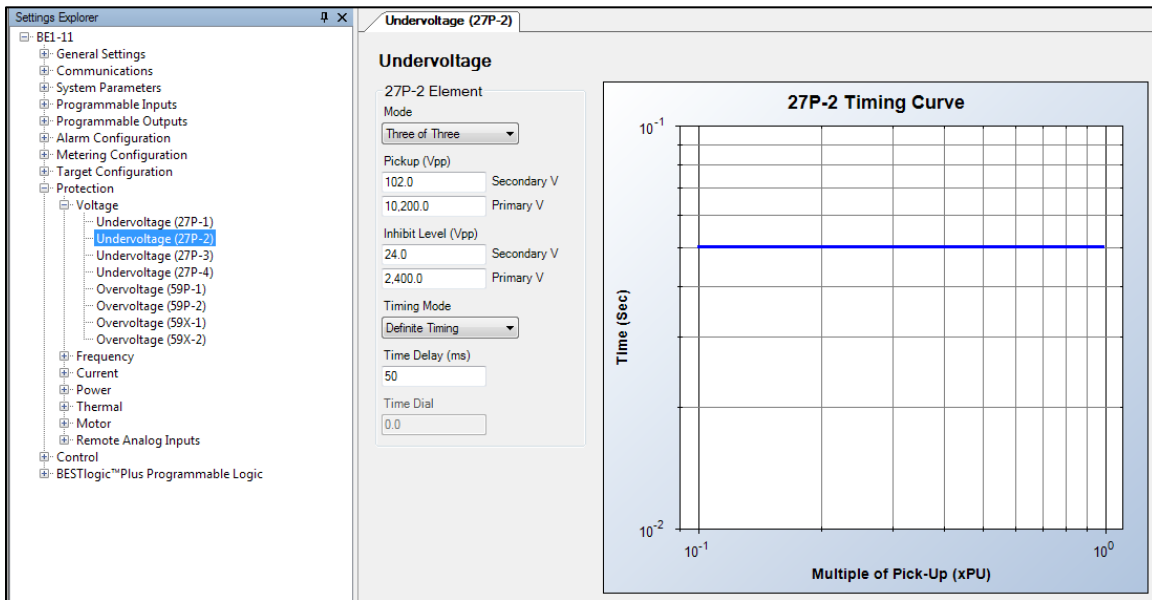 Settings Explorer
BE1-11
General Settings
Communications
System Parameters
Programmable Inputs
Programmable Outputs
Alarm Configuration
Metering Configuration
Target Configuration
Protection
Voltage
Undervoltage (27P-1)
Undervoltage (27P-2)
Undervoltage (27P-3)
Undervoltage (27P-4)
Overvoltage (59P-1)
Overvoltage (59P-2)
Overvoltage (59X-1)
Overvoltage (59X-2)
Frequency
Current
Power
Thermal
Motor
Remote Analog Inputs
Control
BESTlogic™Plus Programmable Logic
Undervoltage (27P-2)
Undervoltage
27P-2 Element
Mode
Three of Three
Pickup (Vpp)
102.0 Secondary V
10,200.0 Primary V
Inhibit Level (Vpp)
24.0 Secondary V
2,400.0 Primary V
Timing Mode
Definite Timing
Time Delay (ms)
50
Time Dial
0.0
27P-2 Timing Curve
10⁻¹
Time (Sec)
10⁻²
10⁻¹ 10⁰
Multiple of Pick-Up (xPU)